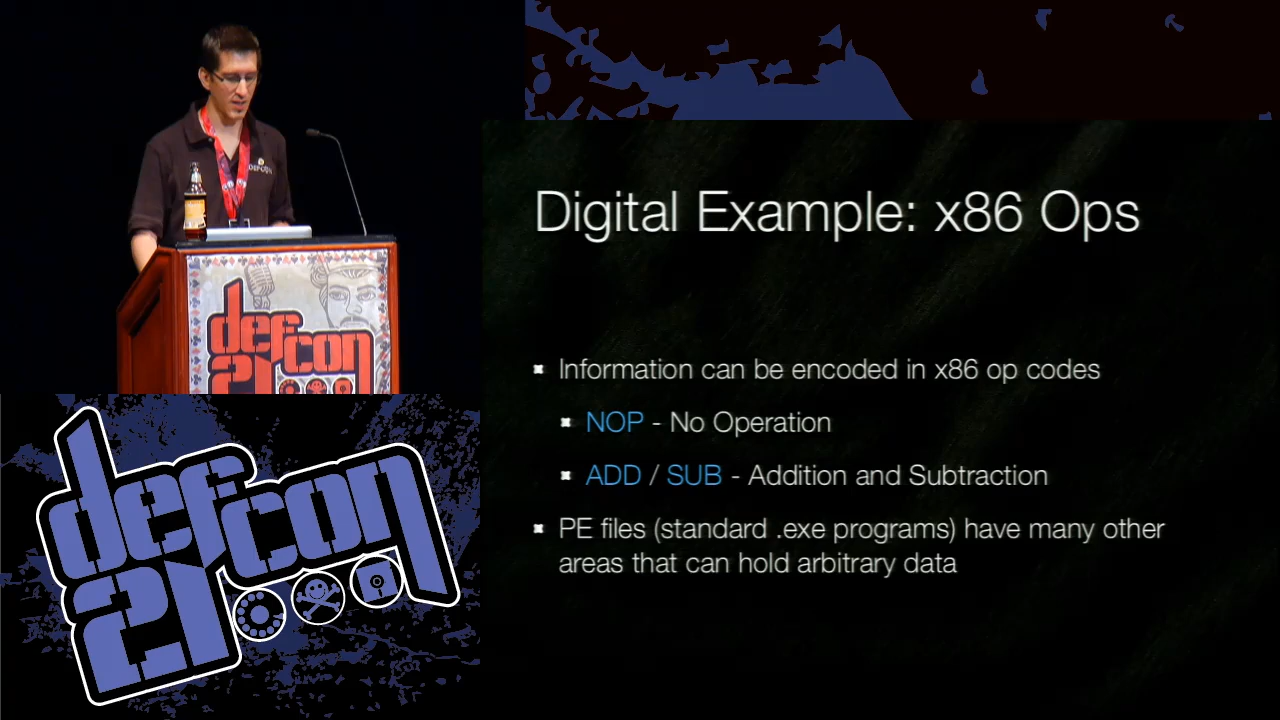 Digital Example: x86 Ops
Information can be encoded in x86 op codes
NOP - No Operation
ADD / SUB - Addition and Subtraction
PE files (standard .exe programs) have many other
areas that can hold arbitrary data
defcon
21
defcon
21